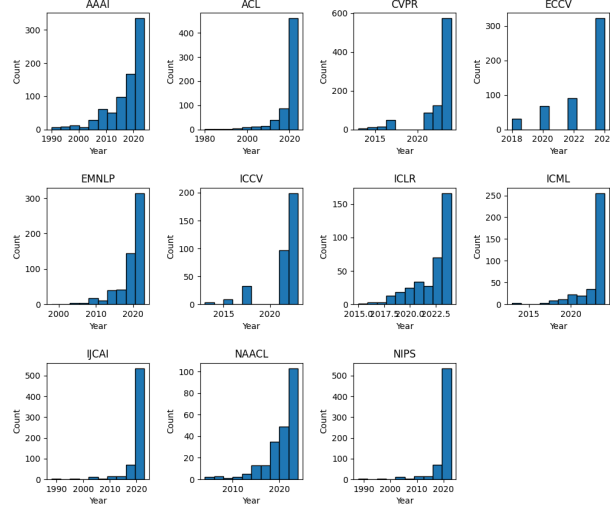 AAAI
ACL
CVPR
ECCV
300
200
100
0
Count
1990 2000 2010 2020
Year
400
300
200
100
0
Count
1980 2000 2020
Year
600
400
200
0
Count
2015 2020
Year
300
200
100
0
Count
2018 2020 2022 202
Year
EMNLP
ICCV
ICLR
ICML
300
200
100
0
Count
2000 2010 2020
Year
200
150
100
50
0
Count
2015 2020
Year
150
100
50
0
Count
2015.0 2017.5 2020.0 2022.5
Year
250
200
150
100
50
0
Count
2015 2020
Year
IJCAI
NAACL
NIPS
500
400
300
200
100
0
Count
1990 2000 2010 2020
Year
100
80
60
40
20
0
Count
2010 2020
Year
500
400
300
200
100
0
Count
1990 2000 2010 2020
Year